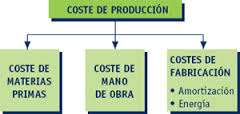 COSTE DE PRODUCCIÓN
COSTE DE
MATERIAS
PRIMAS
COSTE DE
MANO
DE OBRA
COSTES DE
FABRICACIÓN
• Amortización
• Energía